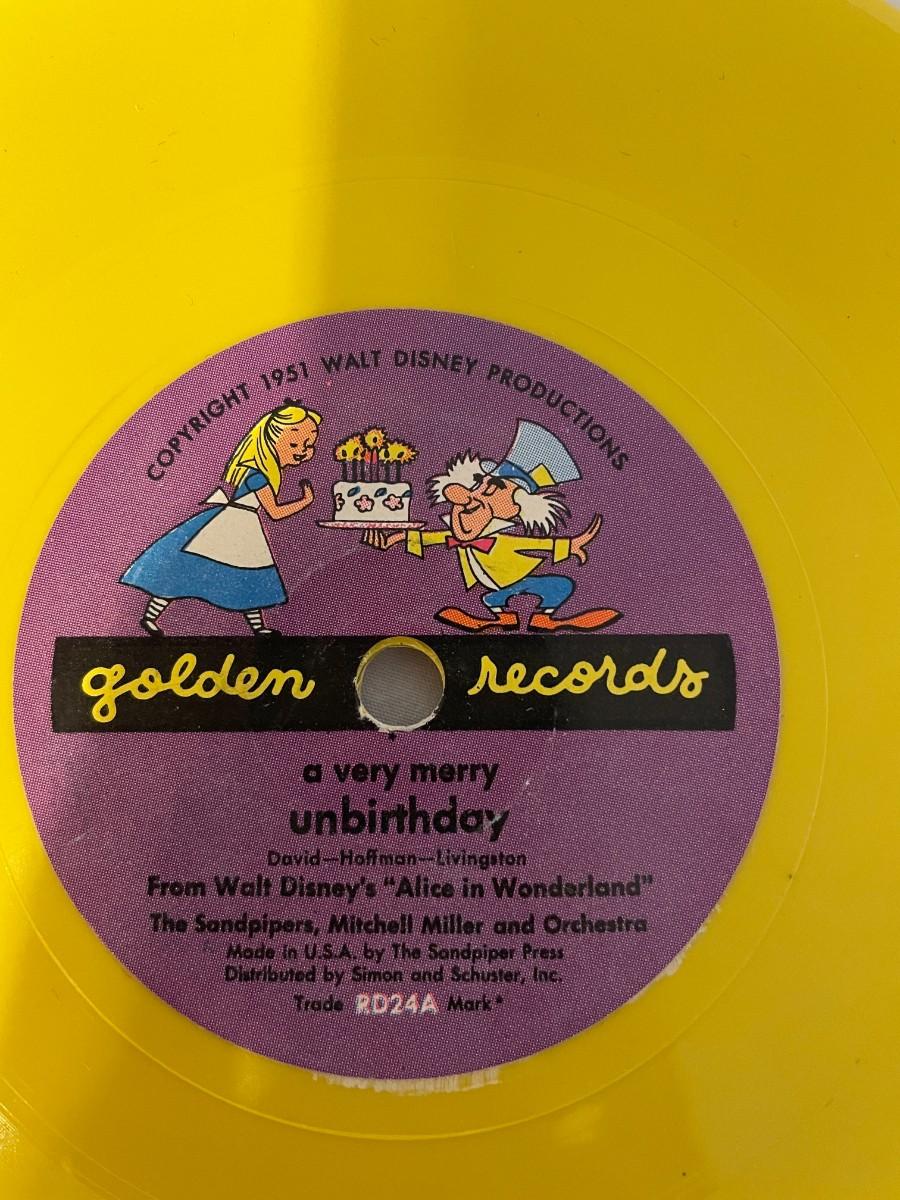 COPYRIGHT 1951 WALT DISNEY PRODUCTIONS
golden records
a very merry
unbirthday
David—Hoffman—Livingston
From Walt Disney's "Alice in Wonderland"
The Sandpipers, Mitchell Miller and Orchestra
Made in U.S.A. by The Sandpiper Press
Distributed by Simon and Schuster, Inc.
Trade RD24A Mark*